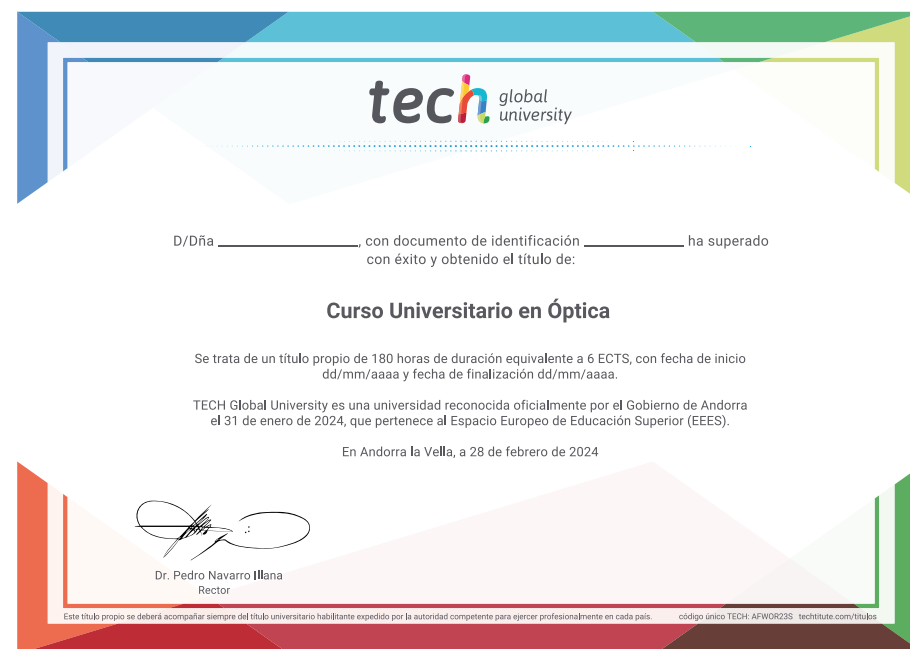 tech global university
D/Dña ____________________, con documento de identificación ______________ ha superado
con éxito y obtenido el título de:
Curso Universitario en Óptica
Se trata de un título propio de 180 horas de duración equivalente a 6 ECTS, con fecha de inicio
dd/mm/aaaa y fecha de finalización dd/mm/aaaa.
TECH Global University es una universidad reconocida oficialmente por el Gobierno de Andorra
el 31 de enero de 2024, que pertenece al Espacio Europeo de Educación Superior (EEES).
En Andorra la Vella, a 28 de febrero de 2024
Dr. Pedro Navarro Illana
Rector
Este título propio se deberá acompañar siempre del título universitario habilitante expedido por la autoridad competente para ejercer profesionalmente en cada país. código único TECH: AFWOR23S techtitute.com/titulos